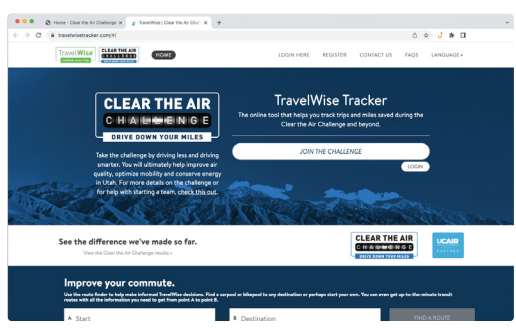 Home - Clear the Air Challenge
TravelWise | Clear the Air Chal
travelwisetracker.com/#/
TravelWise
CLEAR THE AIR
CHALLENGE
HOME
LOGIN HERE
REGISTER
CONTACT US
FAQS
LANGUAGE
CLEAR THE AIR
CHALLENGE
DRIVE DOWN YOUR MILES
Take the challenge by driving less and driving
smarter. You will ultimately help improve air
quality, optimize mobility and conserve energy
in Utah. For more details on the challenge or
for help with starting a team, check this out.
TravelWise Tracker
The online tool that helps you track trips and miles saved during the
Clear the Air Challenge and beyond.
JOIN THE CHALLENGE
LOGIN
See the difference we've made so far.
View the Clear the Air Challenge results »
CLEAR THE AIR
CHALLENGE
DRIVE DOWN YOUR MILES
UCAIR
Improve your commute.
Use the route finder to help make informed TravelWise decisions. Find a carpool or bikepool to any destination or perhaps start your own. You can even get up-to-the-minute transit
routes with all the information you need to get from point A to point B.
A Start
B Destination
FIND A ROUTE